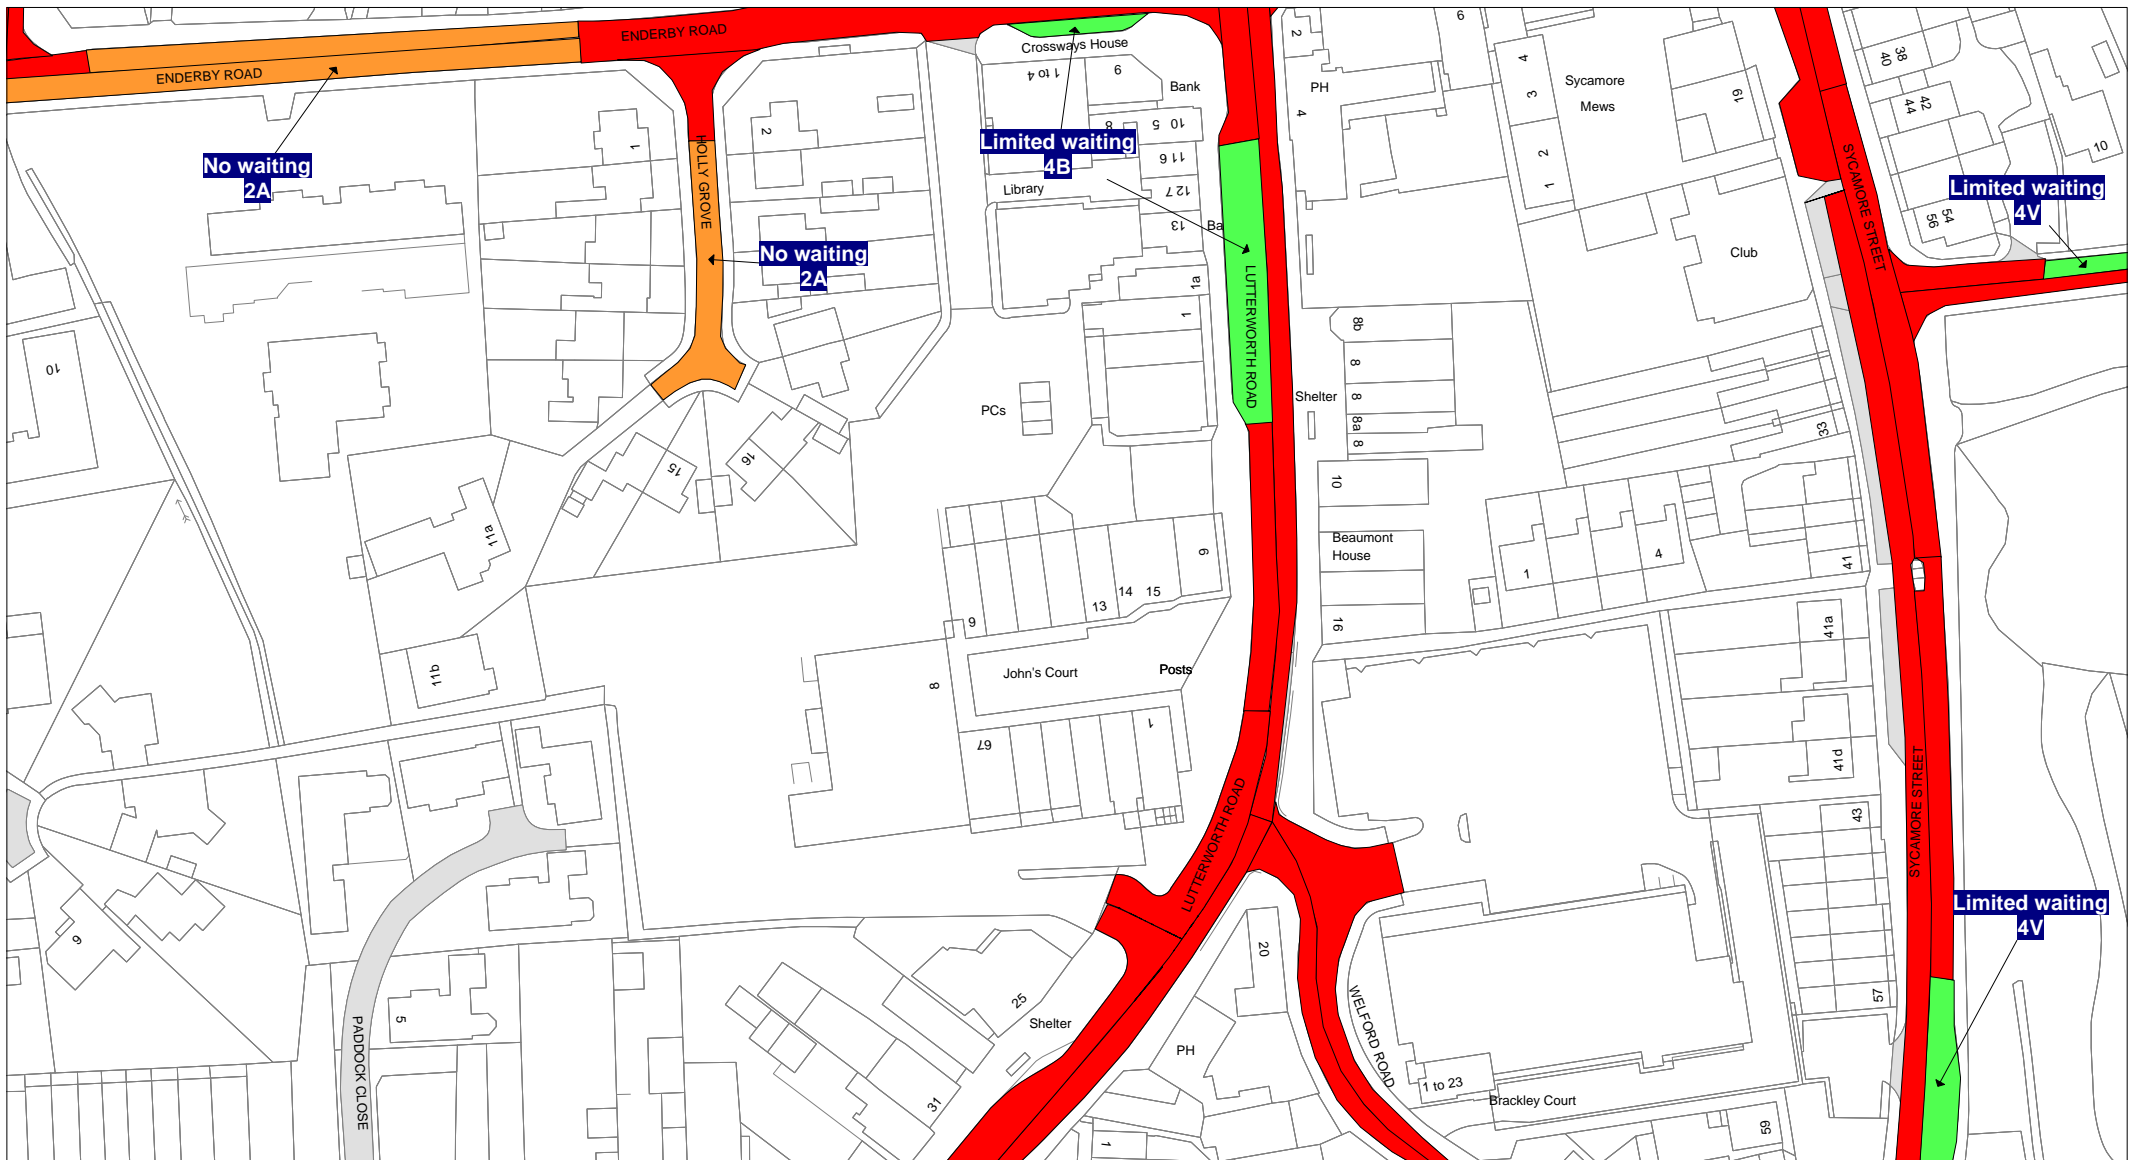 ENDERBY ROAD
ENDERBY ROAD
Crossways House
1 to 4
6
Bank
PH
2
4
9
4
3
2
1
Sycamore
Mews
19
38
40
42
44
10
54
56
No waiting
2A
Limited waiting
4B
Limited waiting
4V
HOLLY GROVE
1
2
8
10 5
11 6
12 7
13
Ba
Library
1a
1
No waiting
2A
SYCAMORE STREET
Club
LUTTERWORTH ROAD
8b
8
8
8a
8
Shelter
PCs
10
10
33
15
16
11a
11b
Beaumont
House
16
9
1
4
41
41a
41d
9
13
14
15
John's Court
Posts
8
67
1
SYCAMORE STREET
43
57
LUTTERWORTH ROAD
Limited waiting
4V
20
WELFORD ROAD
25
Shelter
31
PH
1 to 23
Brackley Court
59
1
9
5
PADDOCK CLOSE